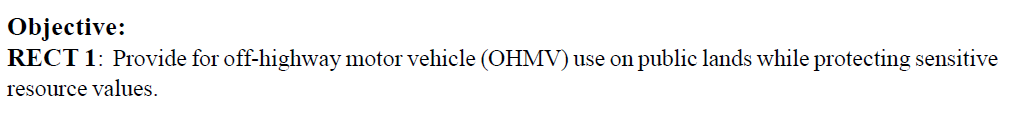 Objective:
RECT 1: Provide for off-highway motor vehicle (OHMV) use on public lands while protecting sensitive
resource values.